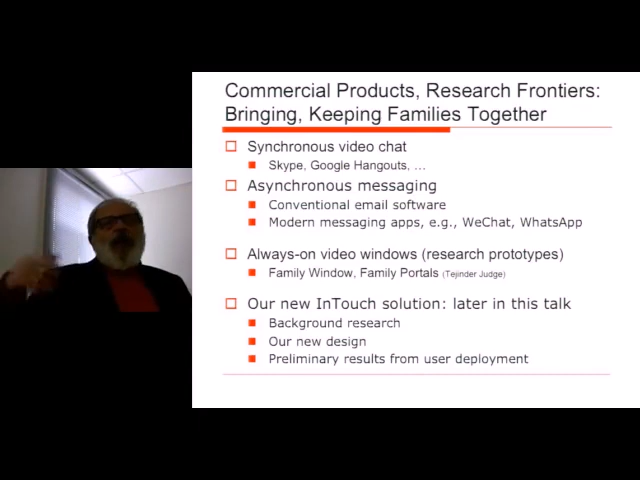 Commercial Products, Research Frontiers:
Bringing, Keeping Families Together
Synchronous video chat
Skype, Google Hangouts, ...
Asynchronous messaging
Conventional email software
Modern messaging apps, e.g., WeChat, WhatsApp
Always-on video windows (research prototypes)
Family Window, Family Portals (Tejinder Judge)
Our new InTouch solution: later in this talk
Background research
Our new design
Preliminary results from user deployment